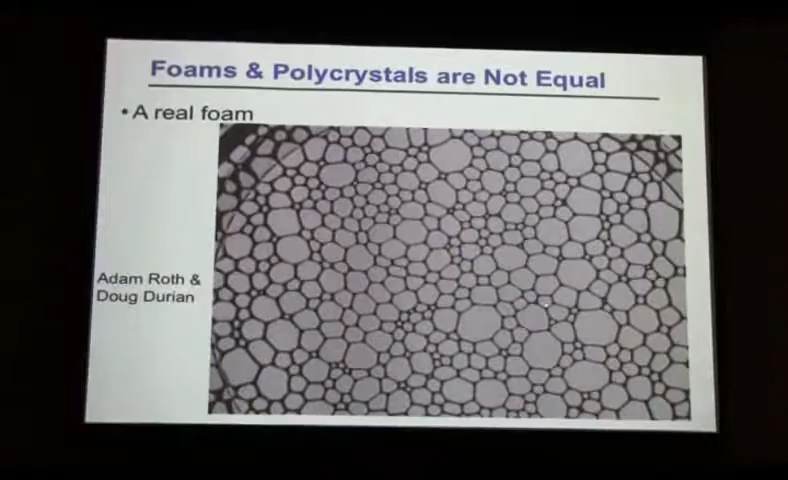 Foams & Polycrystals are Not Equal
• A real foam
Adam Roth &
Doug Durian